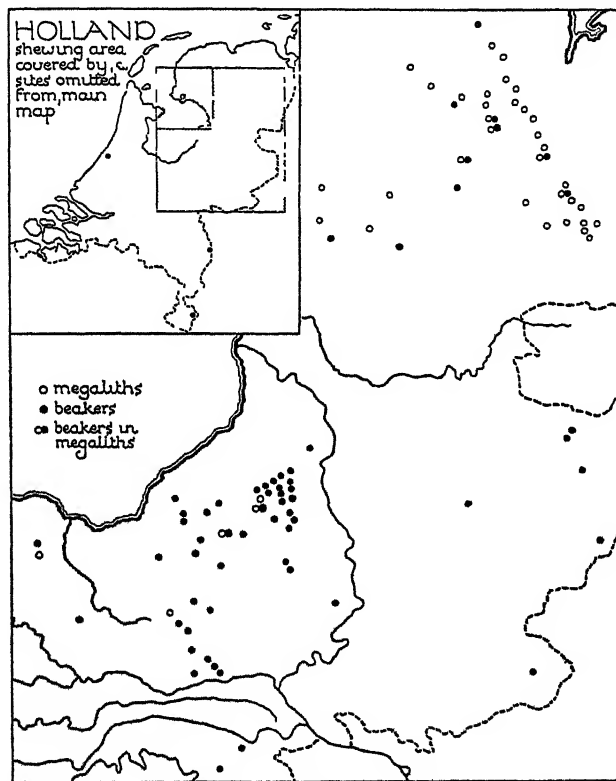 HOLLAND
shewing area
covered by, &
sites omitted
from, main
map
megaliths
beakers
beakers in
megaliths